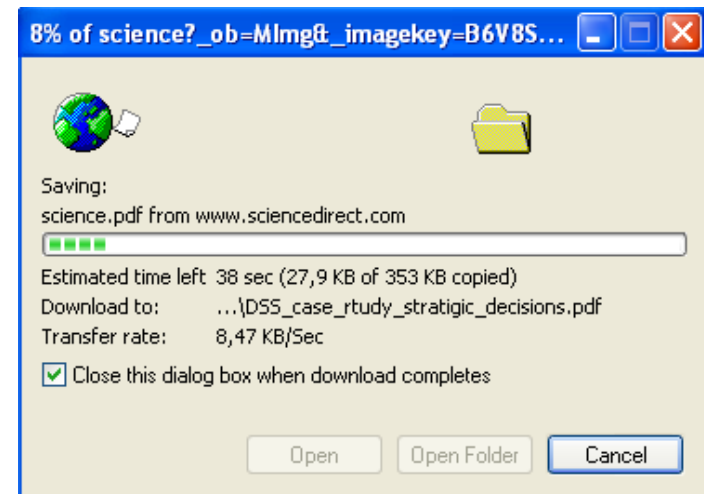 8% of science?_ob=MImg&_imagekey=B6V8S...
Saving:
science.pdf from www.sciencedirect.com
Estimated time left 38 sec (27,9 KB of 353 KB copied)
Download to: ...\DSS_case_rtudy_stratigic_decisions.pdf
Transfer rate: 8,47 KB/Sec
Close this dialog box when download completes
Open Open Folder Cancel